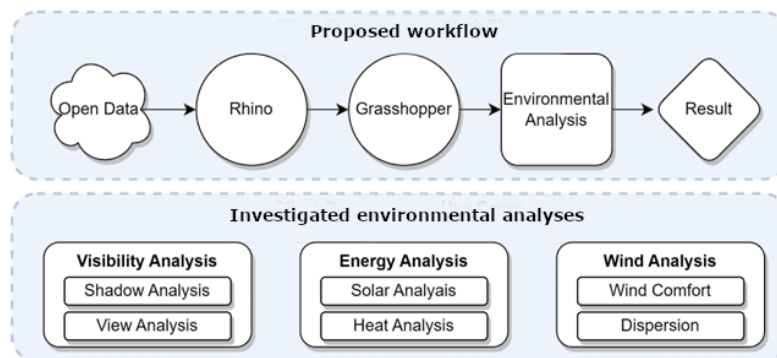 Proposed workflow
Open Data
Rhino
Grasshopper
Environmental
Analysis
Result
Investigated environmental analyses
Visibility Analysis
Shadow Analysis
View Analysis
Energy Analysis
Solar Analyais
Heat Analysis
Wind Analysis
Wind Comfort
Dispersion